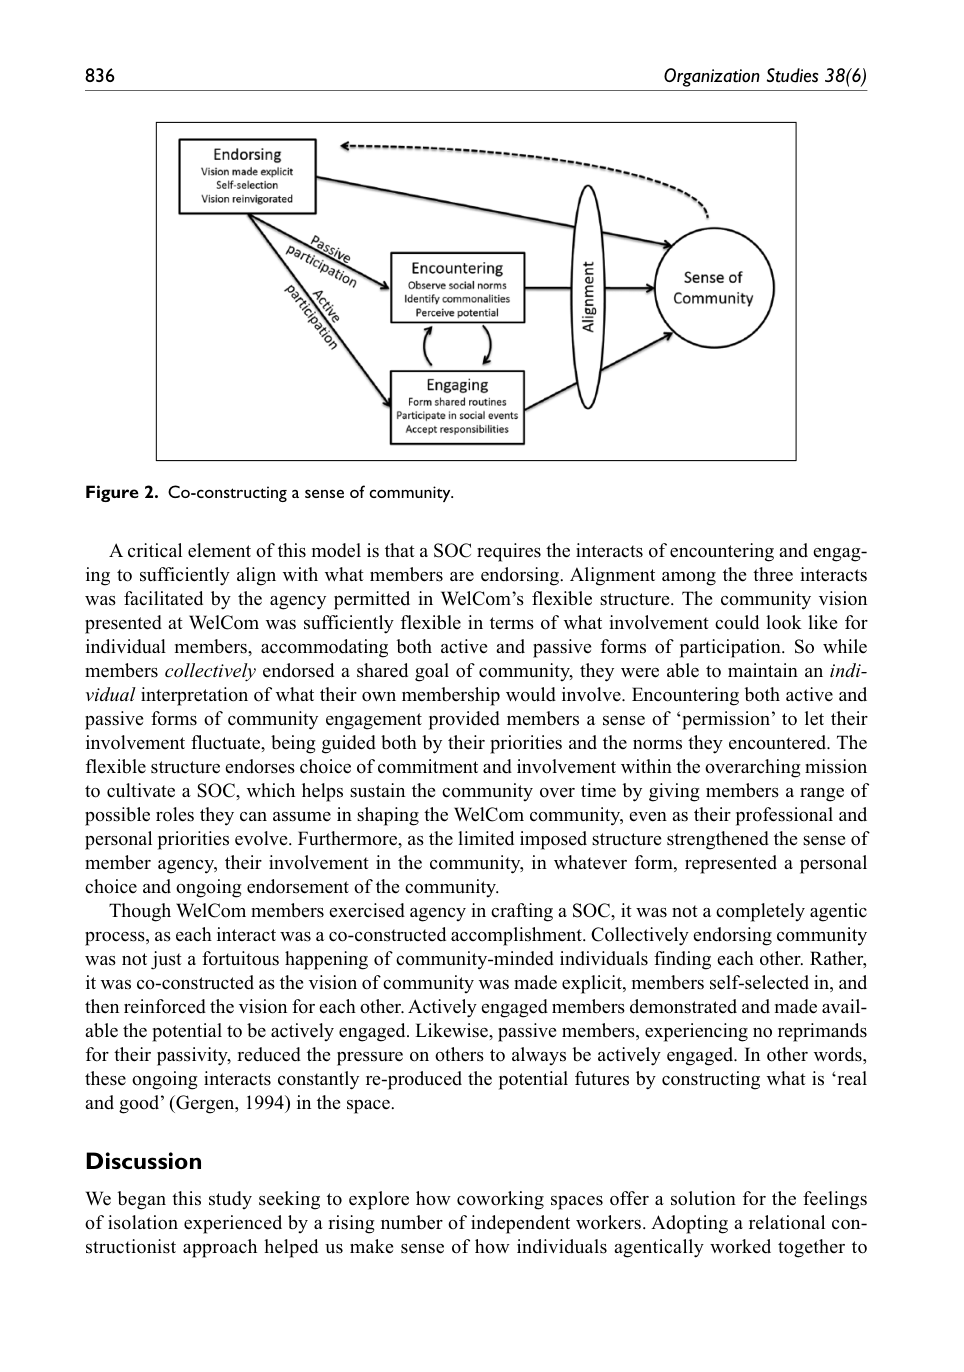 836
Organization Studies 38(6)
Endorsing
Vision made explicit
Self-selection
Vision reinvigorated
Passive
participation
Active
participation
Encountering
Observe social norms
Identify commonalities
Perceive potential
Engaging
Form shared routines
Participate in social events
Accept responsibilities
Alignment
Sense of
Community
Figure 2. Co-constructing a sense of community.
A critical element of this model is that a SOC requires the interacts of encountering and engag-
ing to sufficiently align with what members are endorsing. Alignment among the three interacts
was facilitated by the agency permitted in WelCom’s flexible structure. The community vision
presented at WelCom was sufficiently flexible in terms of what involvement could look like for
individual members, accommodating both active and passive forms of participation. So while
members collectively endorsed a shared goal of community, they were able to maintain an indi-
vidual interpretation of what their own membership would involve. Encountering both active and
passive forms of community engagement provided members a sense of ‘permission’ to let their
involvement fluctuate, being guided both by their priorities and the norms they encountered. The
flexible structure endorses choice of commitment and involvement within the overarching mission
to cultivate a SOC, which helps sustain the community over time by giving members a range of
possible roles they can assume in shaping the WelCom community, even as their professional and
personal priorities evolve. Furthermore, as the limited imposed structure strengthened the sense of
member agency, their involvement in the community, in whatever form, represented a personal
choice and ongoing endorsement of the community.
Though WelCom members exercised agency in crafting a SOC, it was not a completely agentic
process, as each interact was a co-constructed accomplishment. Collectively endorsing community
was not just a fortuitous happening of community-minded individuals finding each other. Rather,
it was co-constructed as the vision of community was made explicit, members self-selected in, and
then reinforced the vision for each other. Actively engaged members demonstrated and made avail-
able the potential to be actively engaged. Likewise, passive members, experiencing no reprimands
for their passivity, reduced the pressure on others to always be actively engaged. In other words,
these ongoing interacts constantly re-produced the potential futures by constructing what is ‘real
and good’ (Gergen, 1994) in the space.
Discussion
We began this study seeking to explore how coworking spaces offer a solution for the feelings
of isolation experienced by a rising number of independent workers. Adopting a relational con-
structionist approach helped us make sense of how individuals agentically worked together to